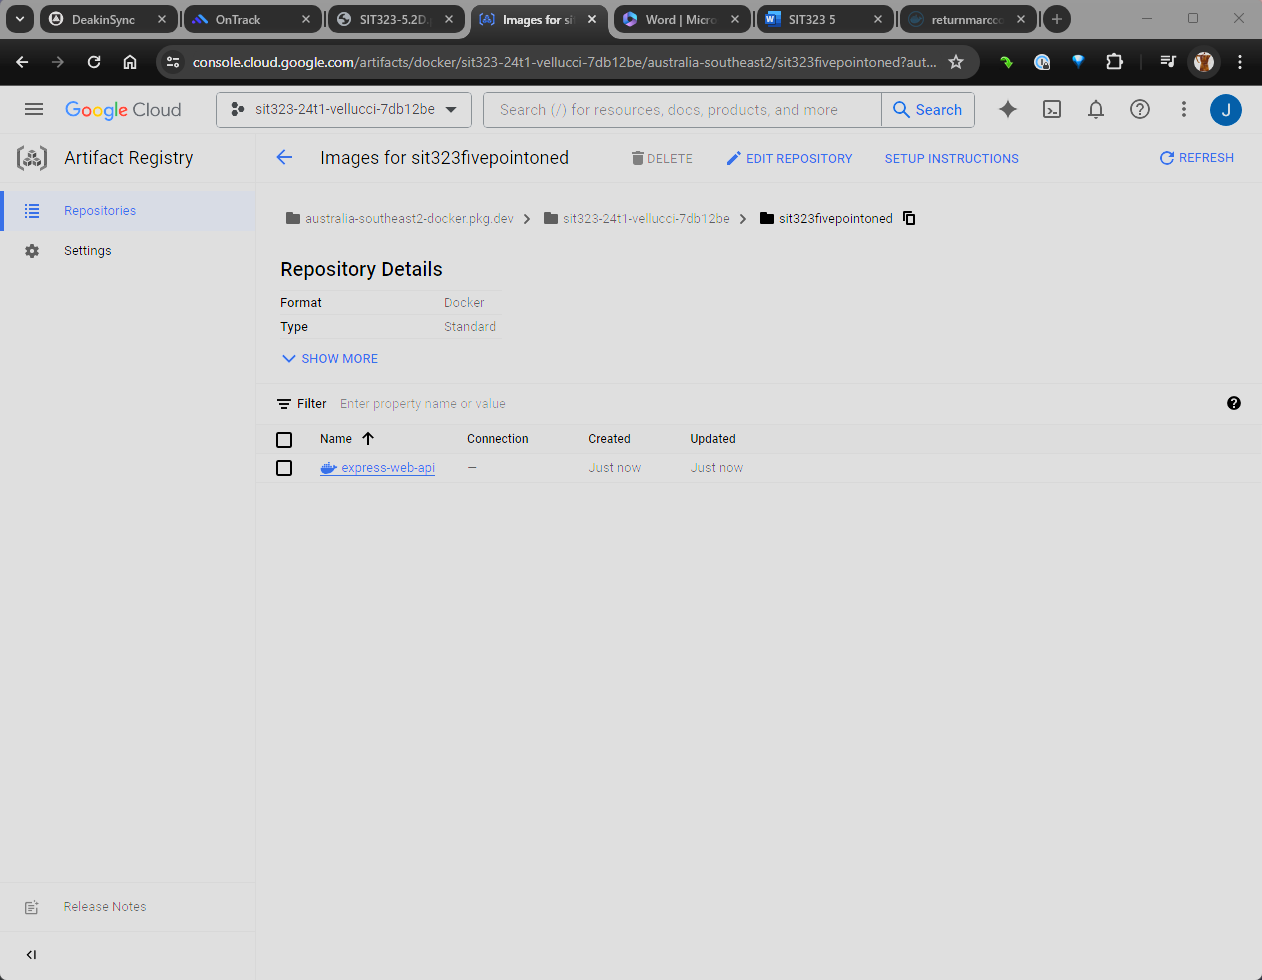 DeakinSync
OnTrack
SIT323-5.2D.
Images for si
Word | Micro
SIT323 5
returnmarcco
console.cloud.google.com/artifacts/docker/sit323-24t1-vellucci-7db12be/australia-southeast2/sit323fivepointoned?aut...
Google Cloud
sit323-24t1-vellucci-7db12be
Search (/) for resources, docs, products, and more
Search
J
Artifact Registry
Images for sit323fivepointoned
DELETE
EDIT REPOSITORY
SETUP INSTRUCTIONS
REFRESH
Repositories
Settings
australia-southeast2-docker.pkg.dev
sit323-24t1-vellucci-7db12be
sit323fivepointoned
Repository Details
Format Docker
Type Standard
SHOW MORE
Filter Enter property name or value
Name Connection Created Updated
express-web-api — Just now Just now
Release Notes